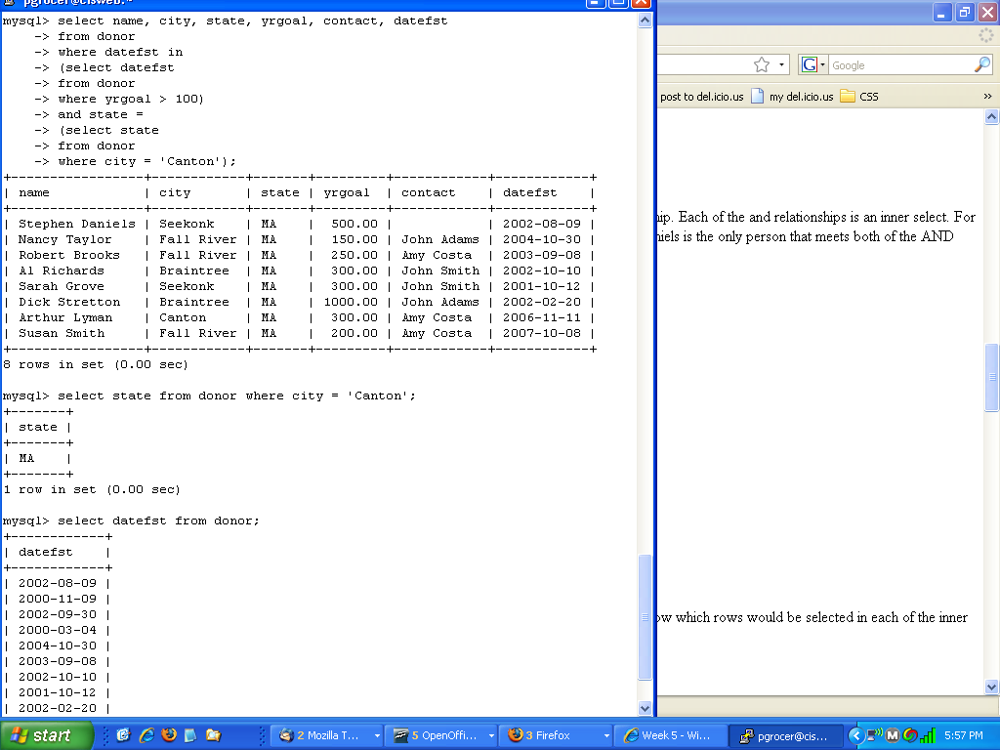 pgrocer@cisweb:~
mysql> select name, city, state, yrgoal, contact, datefst
    -> from donor
    -> where datefst in
    -> (select datefst
    -> from donor
    -> where yrgoal > 100)
    -> and state =
    -> (select state
    -> from donor
    -> where city = 'Canton');
+-----------------+------------+-------+---------+------------+------------+
| name            | city       | state | yrgoal  | contact    | datefst    |
+-----------------+------------+-------+---------+------------+------------+
| Stephen Daniels | Seekonk    | MA    |  500.00 |            | 2002-08-09 |
| Nancy Taylor    | Fall River | MA    |  150.00 | John Adams | 2004-10-30 |
| Robert Brooks   | Fall River | MA    |  250.00 | Amy Costa  | 2003-09-08 |
| Al Richards     | Braintree  | MA    |  300.00 | John Smith | 2002-10-10 |
| Sarah Grove     | Seekonk    | MA    |  300.00 | John Smith | 2001-10-12 |
| Dick Stretton   | Braintree  | MA    | 1000.00 | John Adams | 2002-02-20 |
| Arthur Lyman    | Canton     | MA    |  300.00 | Amy Costa  | 2006-11-11 |
| Susan Smith     | Fall River | MA    |  200.00 | Amy Costa  | 2007-10-08 |
+-----------------+------------+-------+---------+------------+------------+
8 rows in set (0.00 sec)
mysql> select state from donor where city = 'Canton';
+-------+
| state |
+-------+
| MA    |
+-------+
1 row in set (0.00 sec)
mysql> select datefst from donor;
+------------+
| datefst    |
+------------+
| 2002-08-09 |
| 2000-11-09 |
| 2002-09-30 |
| 2000-03-04 |
| 2004-10-30 |
| 2003-09-08 |
| 2002-10-10 |
| 2001-10-12 |
| 2002-02-20 |
G Google
post to del.icio.us my del.icio.us CSS »
ip. Each of the and relationships is an inner select. For
niels is the only person that meets both of the AND
ow which rows would be selected in each of the inner
start 2 Mozilla T... 5 OpenOffi... 3 Firefox Week 5 - Wi... pgrocer@cis... M 5:57 PM